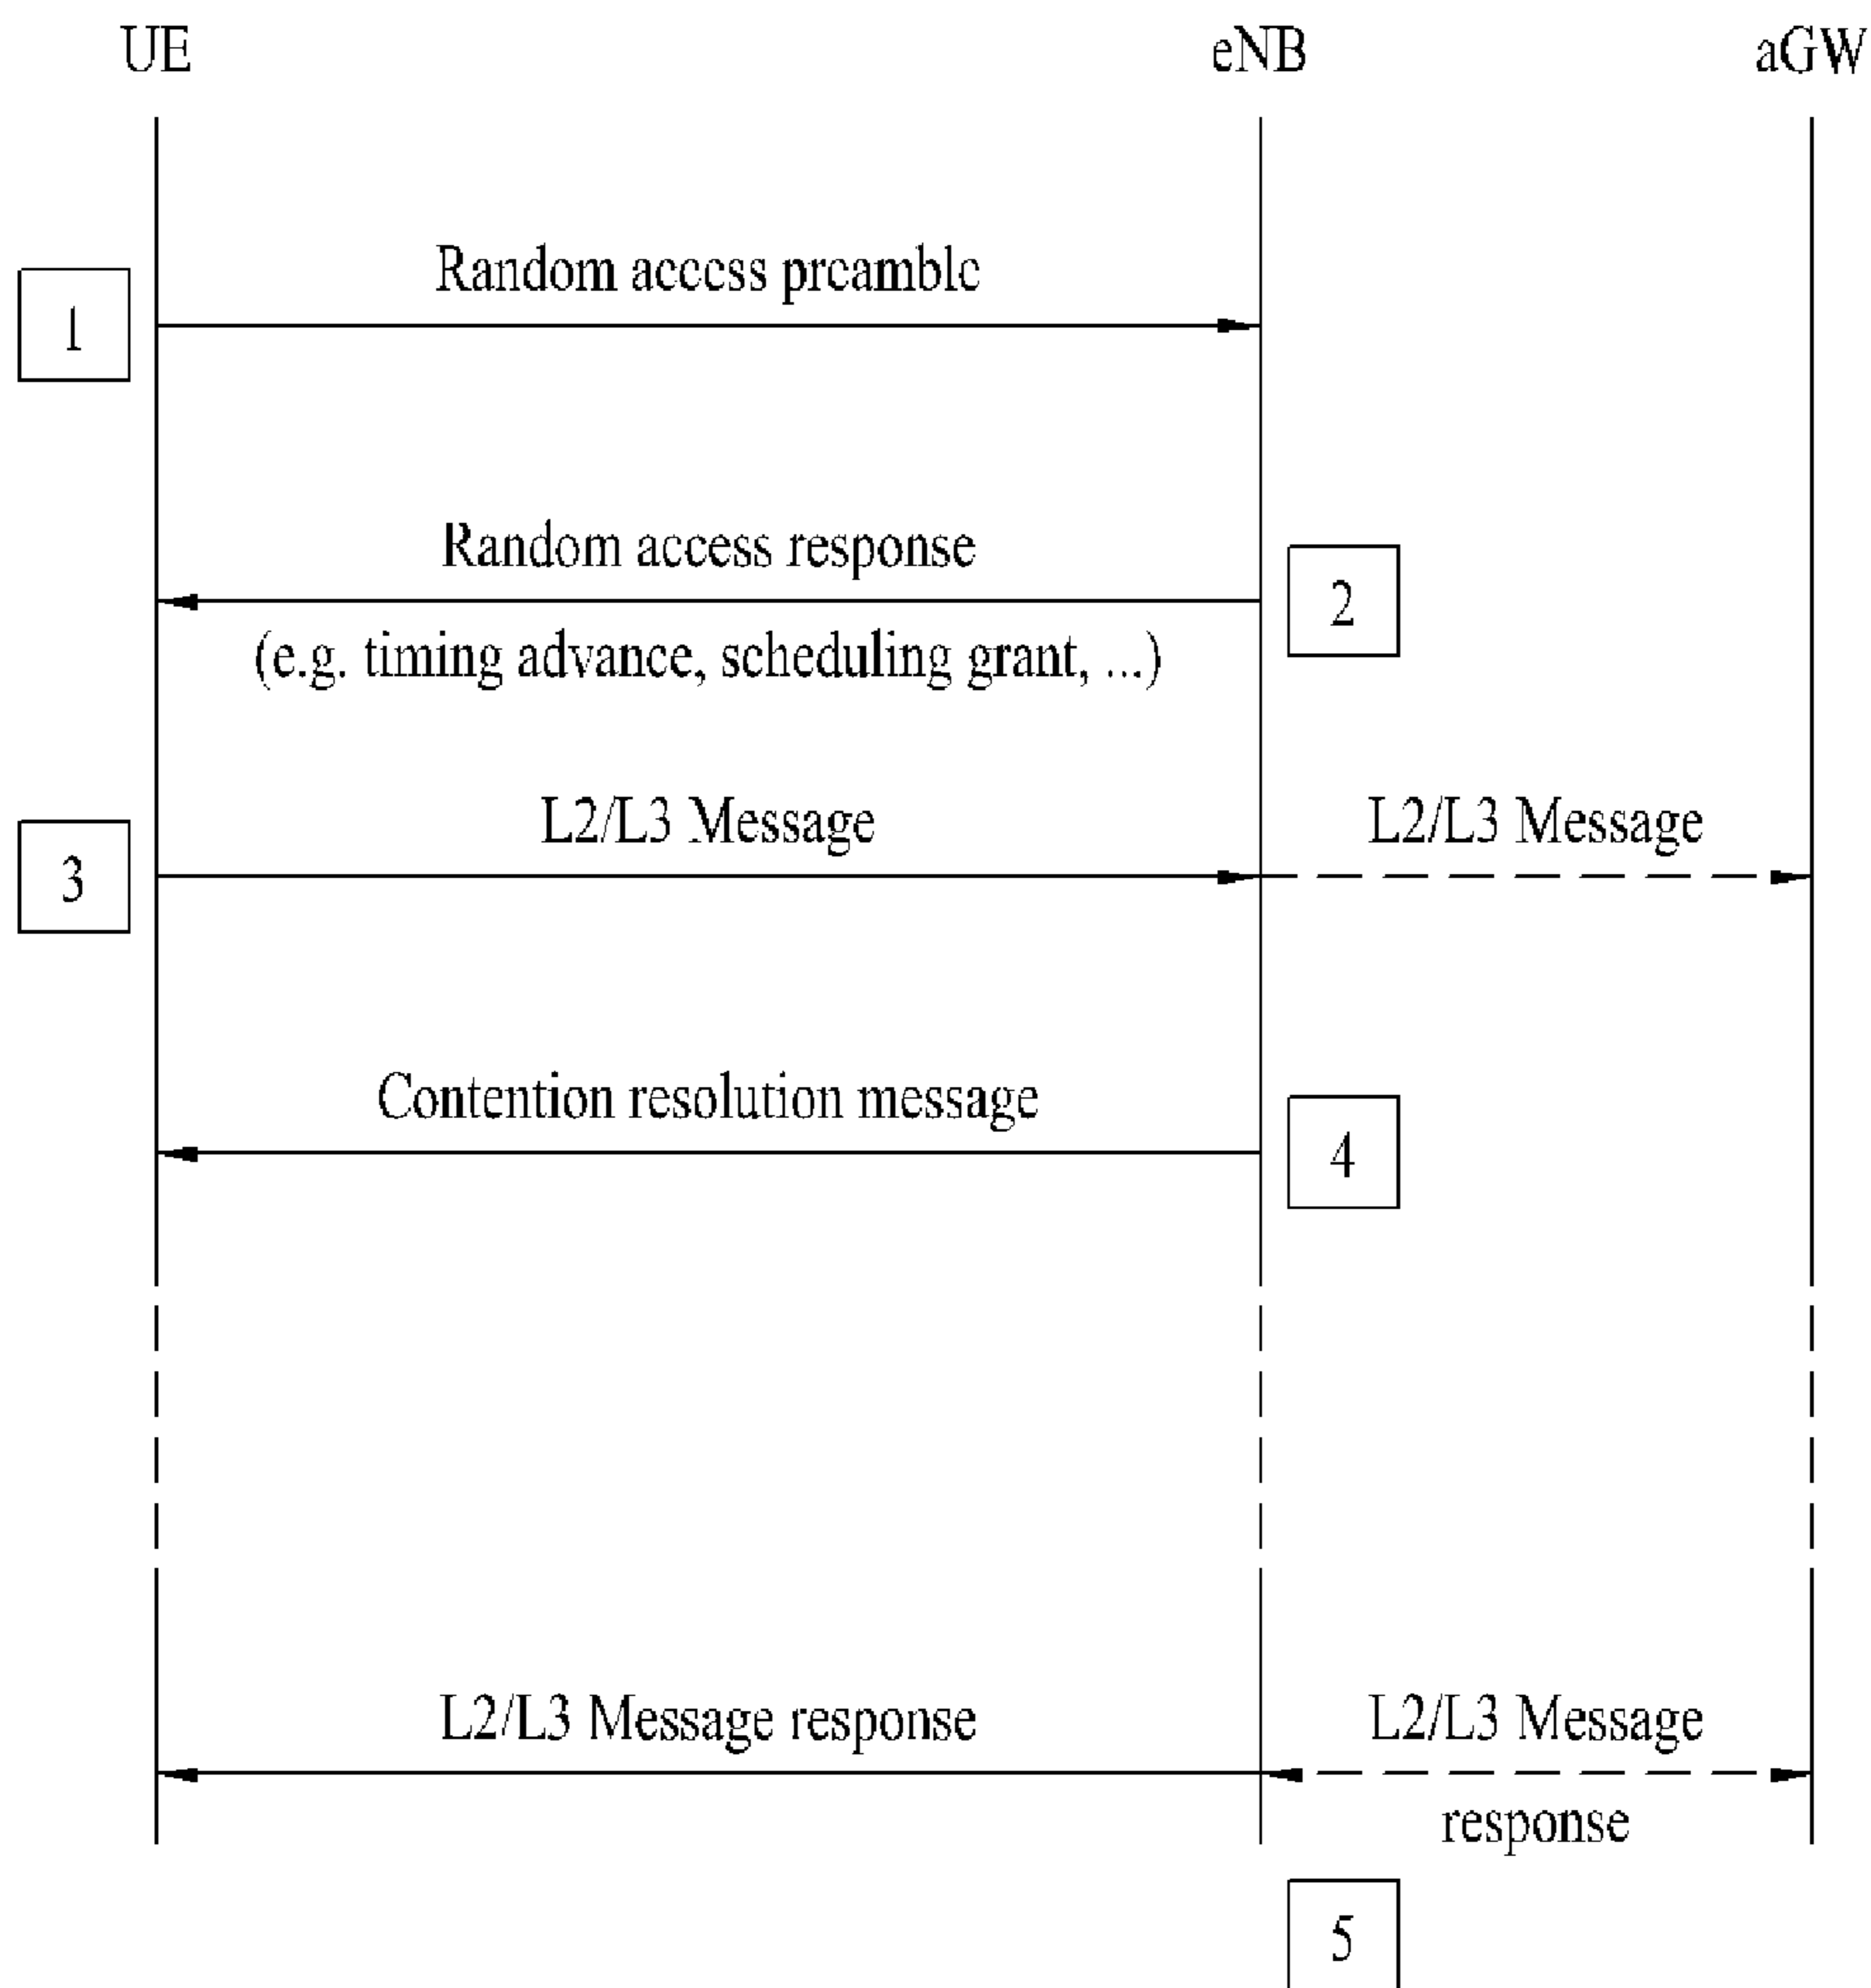 UE eNB aGW
Random access preamble
1
Random access response
2
(e.g. timing advance, scheduling grant, ...)
L2/L3 Message L2/L3 Message
3
Contention resolution message
4
L2/L3 Message response L2/L3 Message
response
5